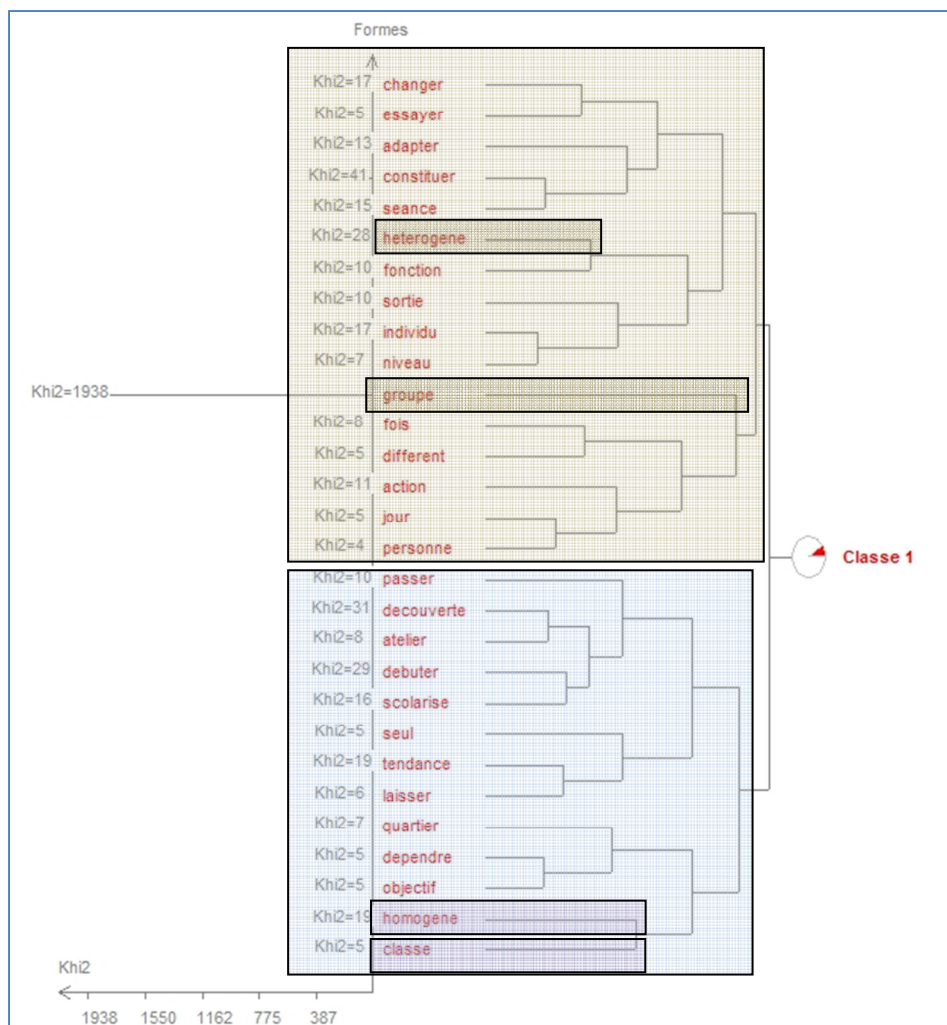 Formes
Khi2=17 changer
Khi2=5 essayer
Khi2=13 adapter
Khi2=41 constituer
Khi2=15 seance
Khi2=28 heterogene
Khi2=10 fonction
Khi2=10 sortie
Khi2=17 individu
Khi2=7 niveau
Khi2=1938 groupe
Khi2=8 fois
Khi2=5 different
Khi2=11 action
Khi2=5 jour
Khi2=4 personne
Classe 1
Khi2=10 passer
Khi2=31 decouverte
Khi2=8 atelier
Khi2=29 debuter
Khi2=16 scolarise
Khi2=5 seul
Khi2=19 tendance
Khi2=6 laisser
Khi2=7 quartier
Khi2=5 dependre
Khi2=5 objectif
Khi2=19 homogene
Khi2=5 classe
Khi2
1938 1550 1162 775 387